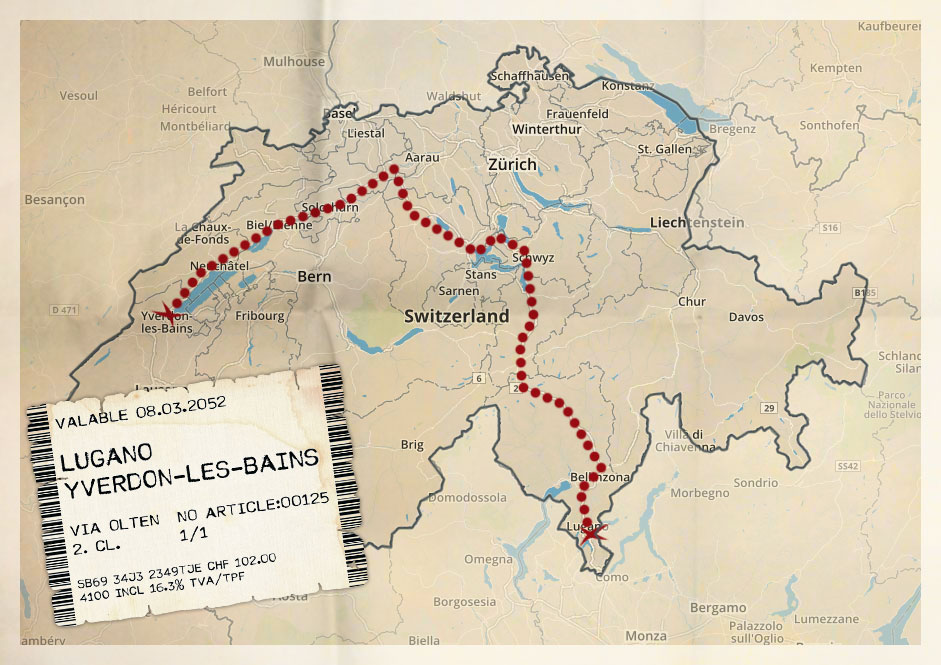 Kaufbeuren
Mulhouse
Schaffhausen
Kempten
Vesoul
Belfort
Waldshut
Konstanz
Héricourt
Basel
Frauenfeld
Montbéliard
Liestal
Winterthur
Bregenz
Sonthofen
St. Gallen
Aarau
Zürich
Besançon
Solothurn
La Chaux-
de-Fonds
Biel/Bienne
Liechtenstein
S16
Schwyz
Neuchâtel
Stans
Bern
Sarnen
B185
Chur
D 471
Yverdon-
les-Bains
Fribourg
Switzerland
Davos
Lausanne
6
2
29
Parco
Nazionale
dello Stelvio
Villa di
Chiavenna
Brig
SS42
Bellinzona
Sondrio
Domodossola
Morbegno
Lugano
Omegna
Como
Borgosesia
Bergamo
Lumezzane
Palazzolo
sull'Oglio
Biella
Monza
VALABLE 08.03.2052
LUGANO
YVERDON-LES-BAINS
VIA OLTEN NO ARTICLE:00125
2. CL. 1/1
SB69 34J3 2349TJE CHF 102.00
4100 INCL 16.3% TVA/TPF